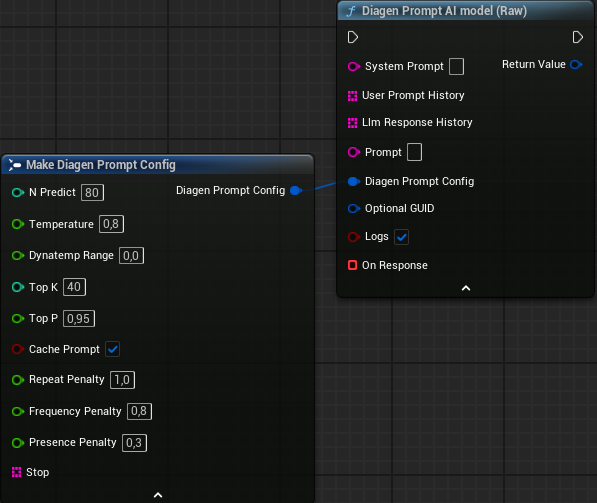 Diagen Prompt AI model (Raw)
System Prompt
Return Value
User Prompt History
Llm Response History
Prompt
Diagen Prompt Config
Optional GUID
Logs
On Response
Make Diagen Prompt Config
N Predict 80
Diagen Prompt Config
Temperature 0,8
Dynatemp Range 0,0
Top K 40
Top P 0,95
Cache Prompt
Repeat Penalty 1,0
Frequency Penalty 0,8
Presence Penalty 0,3
Stop